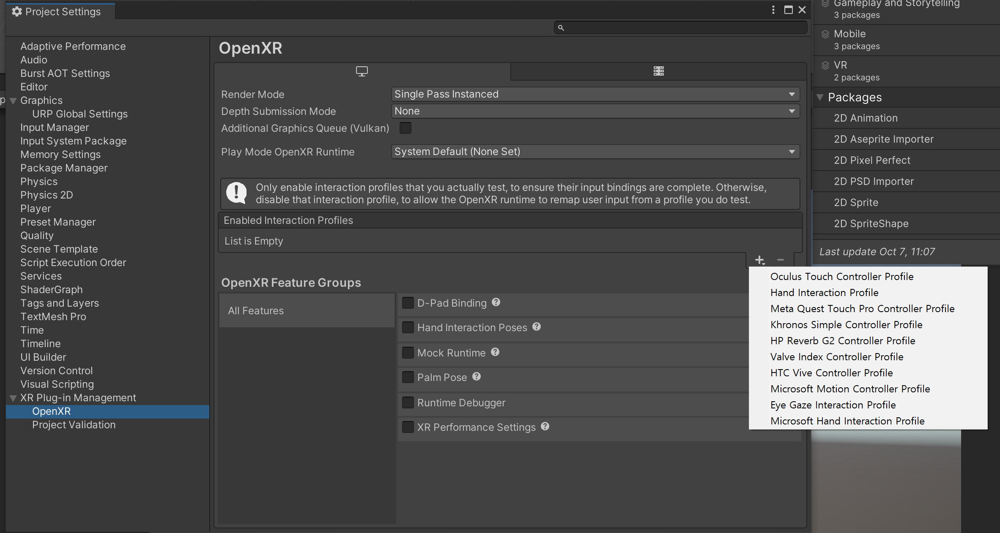 Project Settings
Adaptive Performance
Audio
Burst AOT Settings
Editor
Graphics
URP Global Settings
Input Manager
Input System Package
Memory Settings
Package Manager
Physics
Physics 2D
Player
Preset Manager
Quality
Scene Template
Script Execution Order
Services
ShaderGraph
Tags and Layers
TextMesh Pro
Time
Timeline
UI Builder
Version Control
Visual Scripting
XR Plug-in Management
OpenXR
Project Validation
OpenXR
Render Mode
Single Pass Instanced
Depth Submission Mode
None
Additional Graphics Queue (Vulkan)
Play Mode OpenXR Runtime
System Default (None Set)
Only enable interaction profiles that you actually test, to ensure their input bindings are complete. Otherwise,
disable that interaction profile, to allow the OpenXR runtime to remap user input from a profile you do test.
Enabled Interaction Profiles
List is Empty
OpenXR Feature Groups
All Features
D-Pad Binding
Hand Interaction Poses
Mock Runtime
Palm Pose
Runtime Debugger
XR Performance Settings
Oculus Touch Controller Profile
Hand Interaction Profile
Meta Quest Touch Pro Controller Profile
Khronos Simple Controller Profile
HP Reverb G2 Controller Profile
Valve Index Controller Profile
HTC Vive Controller Profile
Microsoft Motion Controller Profile
Eye Gaze Interaction Profile
Microsoft Hand Interaction Profile
Gameplay and Storytelling
3 packages
Mobile
3 packages
VR
2 packages
Packages
2D Animation
2D Aseprite Importer
2D Pixel Perfect
2D PSD Importer
2D Sprite
2D SpriteShape
Last update Oct 7, 11:07